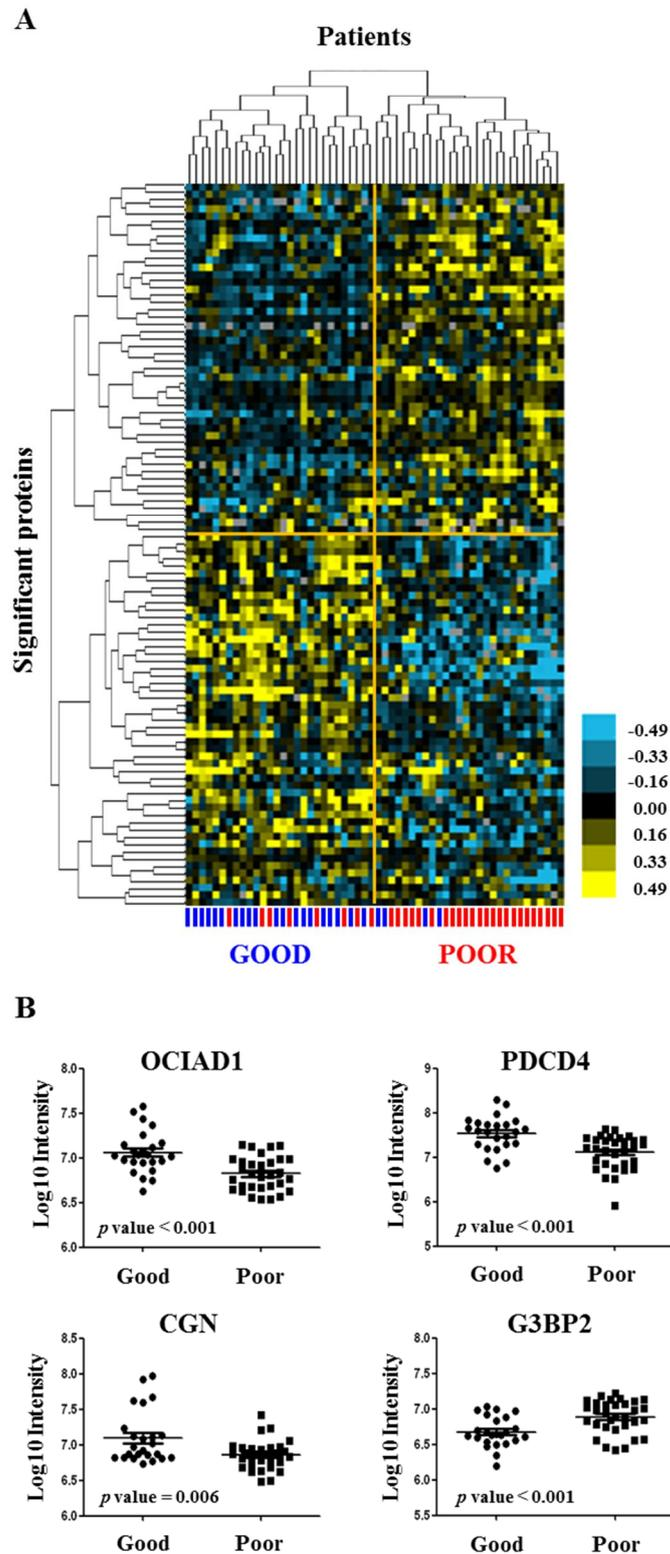 A
Patients
Significant proteins
-0.49
-0.33
-0.16
0.00
0.16
0.33
0.49
GOOD
POOR
B
OCIAD1
Log10 Intensity
8.0
7.5
7.0
6.5
6.0
p value < 0.001
Good
Poor
PDCD4
Log10 Intensity
9
8
7
6
5
p value < 0.001
Good
Poor
CGN
Log10 Intensity
8.5
8.0
7.5
7.0
6.5
6.0
p value = 0.006
Good
Poor
G3BP2
Log10 Intensity
8.0
7.5
7.0
6.5
6.0
5.5
p value < 0.001
Good
Poor